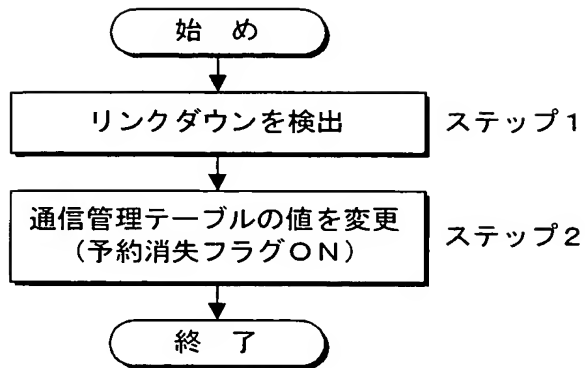 始 め
リンクダウンを検出
ステップ1
通信管理テーブルの値を変更
（予約消失フラグＯＮ）
ステップ2
終 了